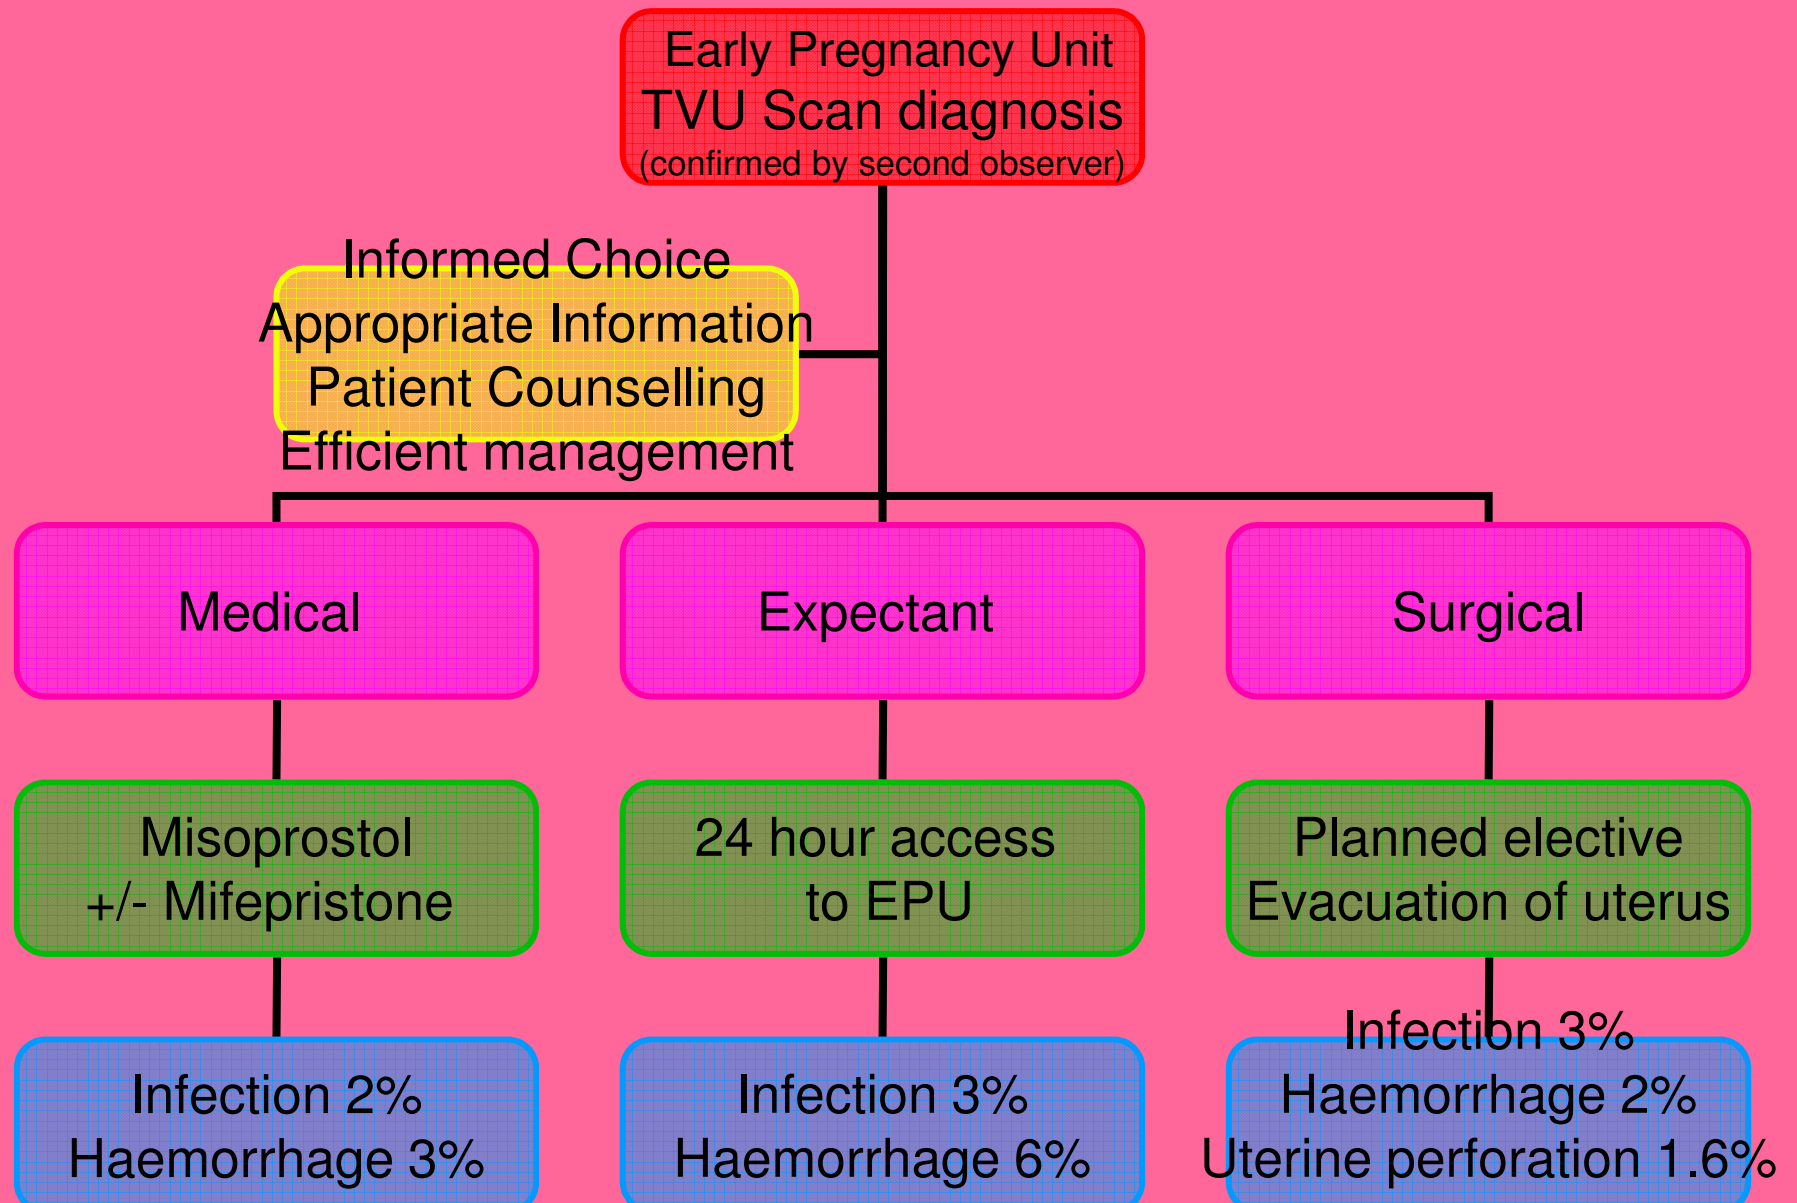 Early Pregnancy Unit
TVU Scan diagnosis
(confirmed by second observer)
Informed Choice
Appropriate Information
Patient Counselling
Efficient management
Medical
Expectant
Surgical
Misoprostol
+/- Mifepristone
24 hour access
to EPU
Planned elective
Evacuation of uterus
Infection 2%
Haemorrhage 3%
Infection 3%
Haemorrhage 6%
Infection 3%
Haemorrhage 2%
Uterine perforation 1.6%